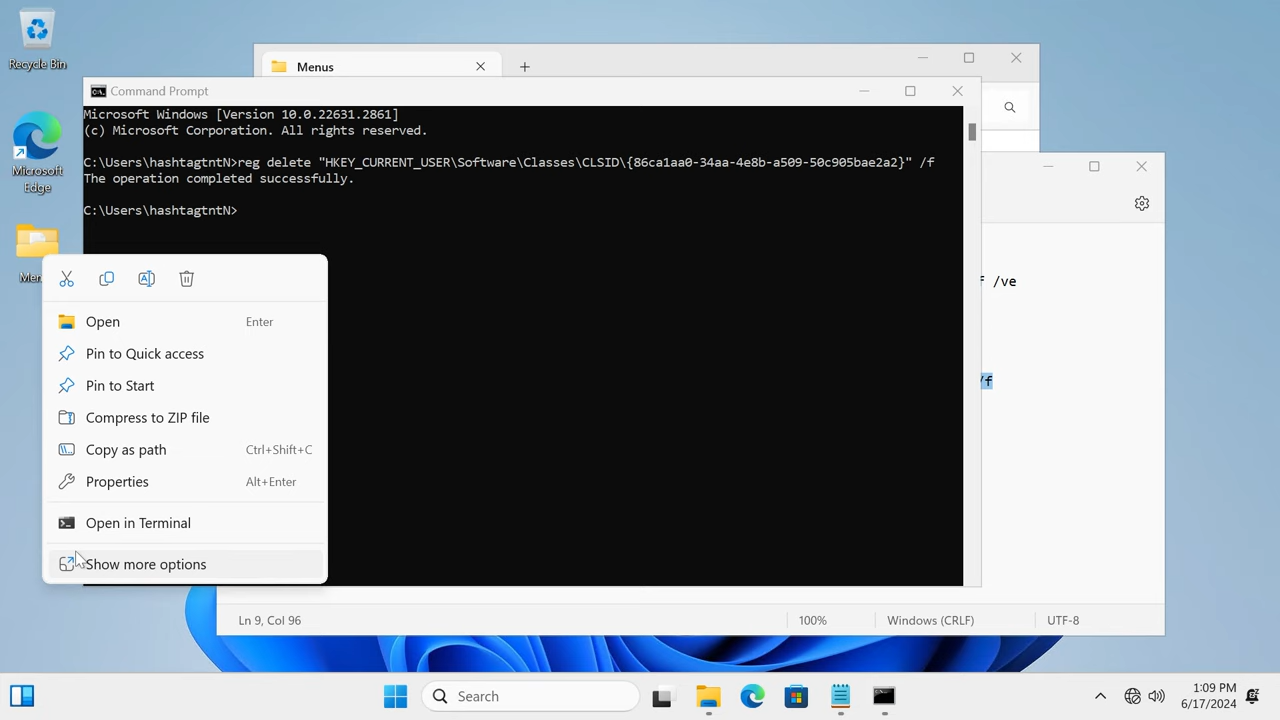 Recycle Bin
Microsoft
Edge
Men
Menus
Command Prompt
Microsoft Windows [Version 10.0.22631.2861]
(c) Microsoft Corporation. All rights reserved.
C:\Users\hashtagtntN>reg delete "HKEY_CURRENT_USER\Software\Classes\CLSID\{86ca1aa0-34aa-4e8b-a509-50c905bae2a2}" /f
The operation completed successfully.
C:\Users\hashtagtntN>
f /ve
/f
Open Enter
Pin to Quick access
Pin to Start
Compress to ZIP file
Copy as path Ctrl+Shift+C
Properties Alt+Enter
Open in Terminal
Show more options
Ln 9, Col 96 100% Windows (CRLF) UTF-8
Search
1:09 PM
6/17/2024